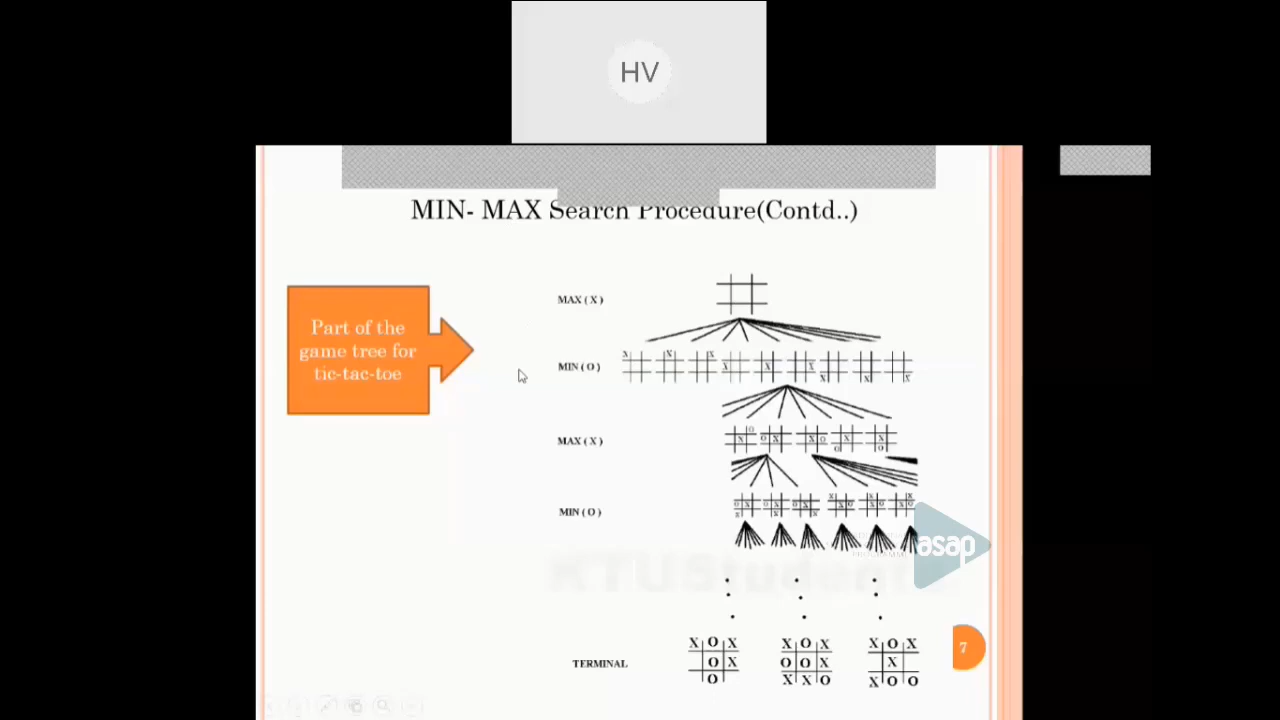 HV
MIN- MAX Search Procedure(Contd..)
Part of the
game tree for
tic-tac-toe
MAX ( X )
MIN ( O )
MAX ( X )
MIN ( O )
asap
KTUStudents
TERMINAL
X O X
O X
O
X O X
O O X
X X O
X O X
X
X O O
7